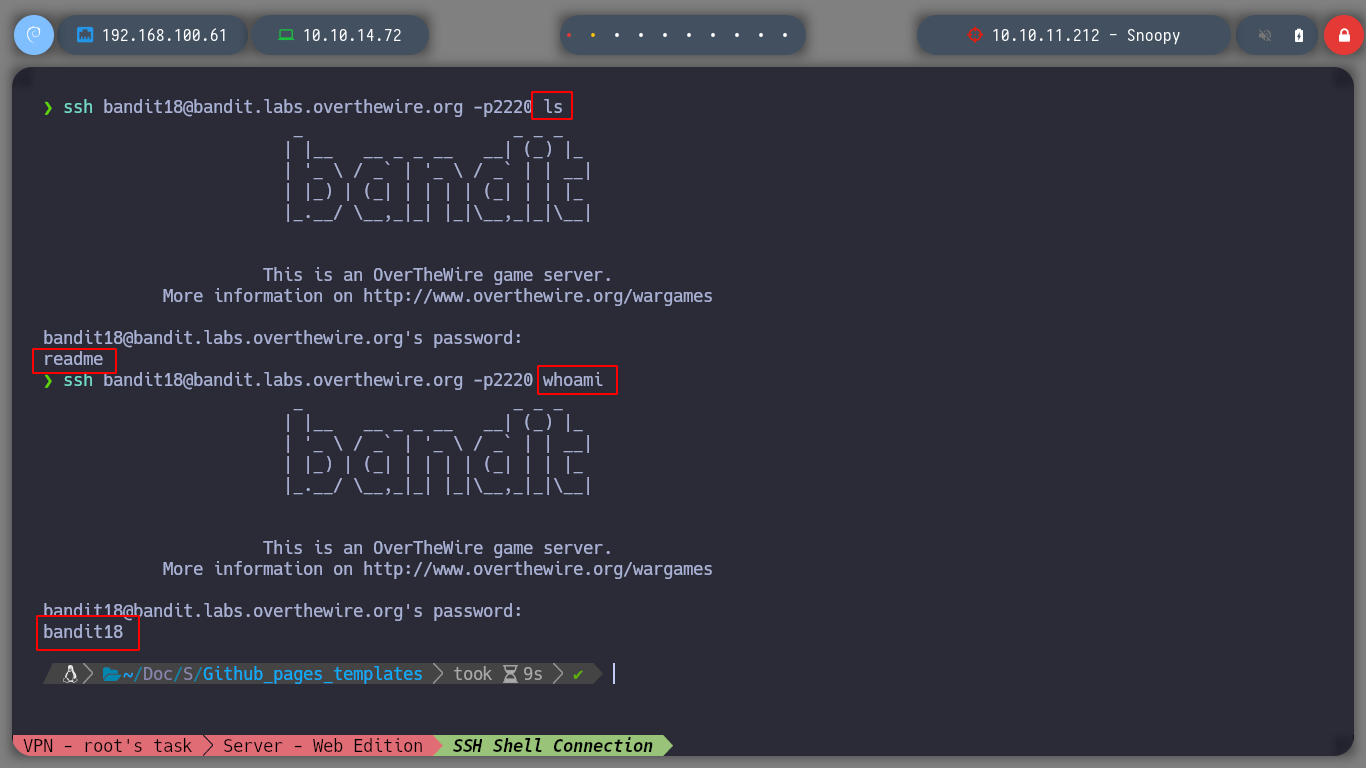 192.168.100.61 10.10.14.72 10.10.11.212 - Snoopy
❯ ssh bandit18@bandit.labs.overthewire.org -p2220 ls
                         _                     _ _ _
                        | |__   __ _ _ __   __| (_) |_
                        | '_ \ / _` | '_ \ / _` | | __|
                        | |_) | (_| | | | | (_| | | |_
                        |_.__/ \__,_|_| |_|\__,_|_|\__|
This is an OverTheWire game server.
More information on http://www.overthewire.org/wargames
bandit18@bandit.labs.overthewire.org's password:
readme
❯ ssh bandit18@bandit.labs.overthewire.org -p2220 whoami
                         _                     _ _ _
                        | |__   __ _ _ __   __| (_) |_
                        | '_ \ / _` | '_ \ / _` | | __|
                        | |_) | (_| | | | | (_| | | |_
                        |_.__/ \__,_|_| |_|\__,_|_|\__|
This is an OverTheWire game server.
More information on http://www.overthewire.org/wargames
bandit18@bandit.labs.overthewire.org's password:
bandit18
~/Doc/S/Github_pages_templates took 9s ✔
VPN - root's task Server - Web Edition SSH Shell Connection